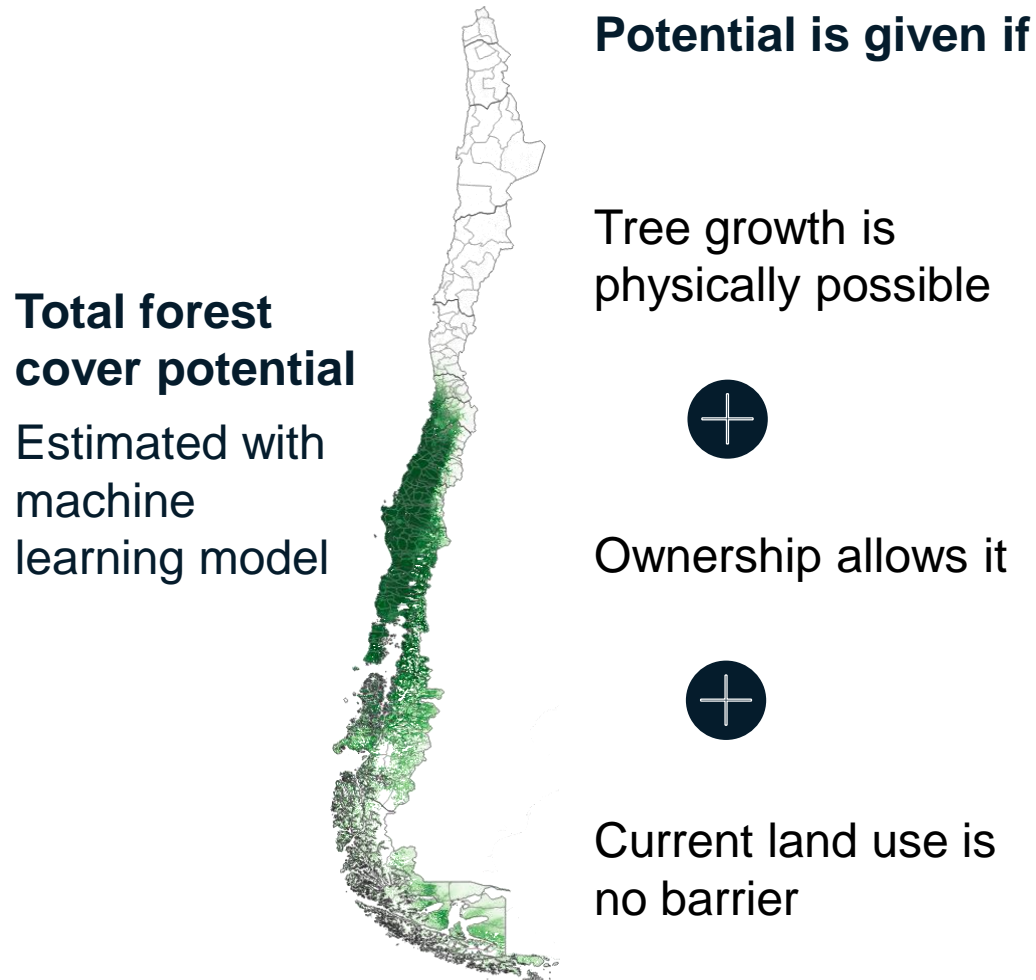 Potential is given if
Total forest
cover potential
Estimated with
machine
learning model
Tree growth is
physically possible
Ownership allows it
Current land use is
no barrier